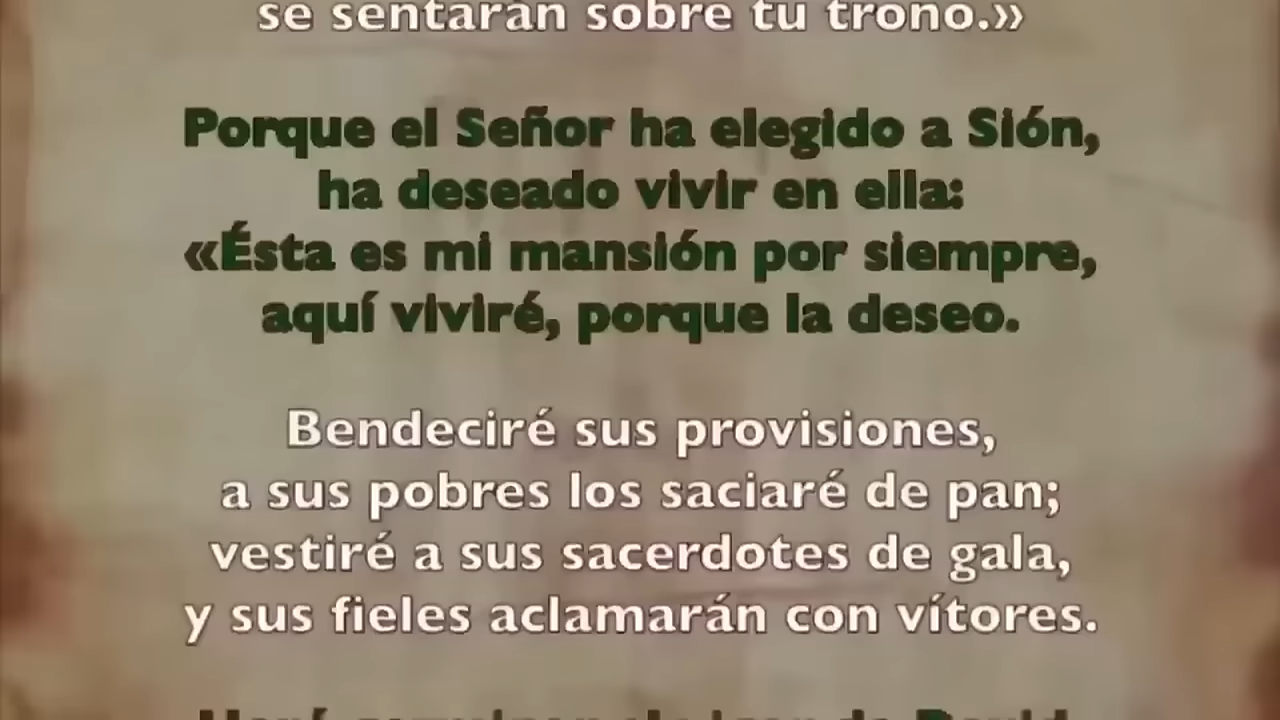 se sentarán sobre tu trono.»
Porque el Señor ha elegido a Sión,
ha deseado vivir en ella:
«Ésta es mi mansión por siempre,
aquí viviré, porque la deseo.
Bendeciré sus provisiones,
a sus pobres los saciaré de pan;
vestiré a sus sacerdotes de gala,
y sus fieles aclamarán con vítores.